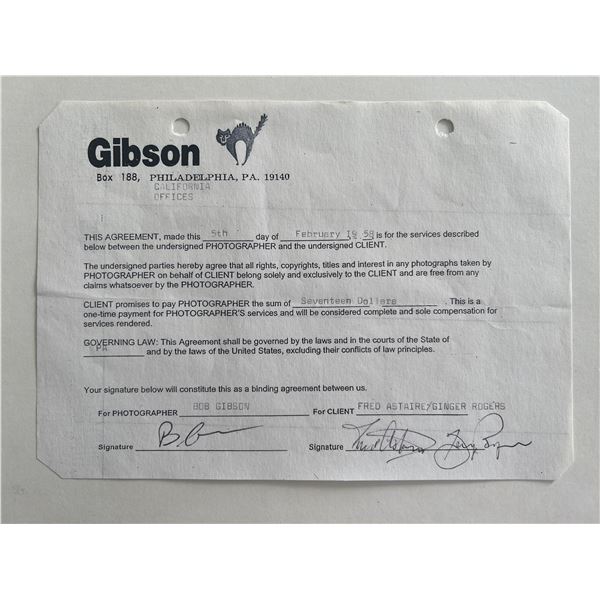 Gibson
Box 188, PHILADELPHIA, PA. 19140
CALIFORNIA
OFFICES
THIS AGREEMENT, made this 5th day of February 19 58 is for the services described
below between the undersigned PHOTOGRAPHER and the undersigned CLIENT.
The undersigned parties hereby agree that all rights, copyrights, titles and interest in any photographs taken by
PHOTOGRAPHER on behalf of CLIENT belong solely and exclusively to the CLIENT and are free from any
claims whatsoever by the PHOTOGRAPHER.
CLIENT promises to pay PHOTOGRAPHER the sum of Seventeen Dollars . This is a
one-time payment for PHOTOGRAPHER'S services and will be considered complete and sole compensation for
services rendered.
GOVERNING LAW: This Agreement shall be governed by the laws and in the courts of the State of
PA and by the laws of the United States, excluding their conflicts of law principles.
Your signature below will constitute this as a binding agreement between us.
For PHOTOGRAPHER BOB GIBSON For CLIENT FRED ASTAIRE/GINGER ROGERS
Signature Signature